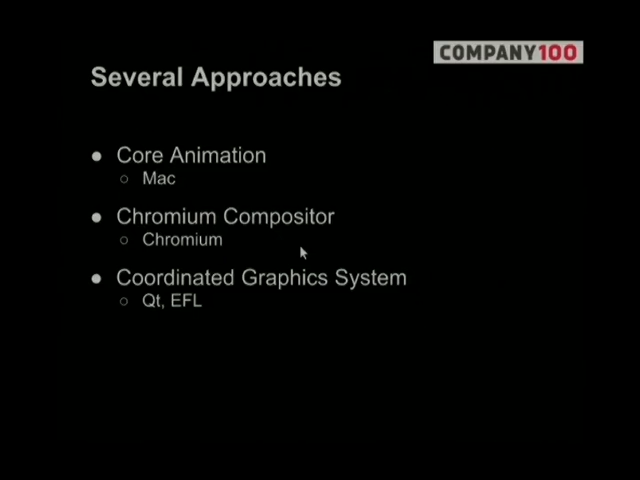 COMPANY100
Several Approaches
● Core Animation
○ Mac
● Chromium Compositor
○ Chromium
● Coordinated Graphics System
○ Qt, EFL